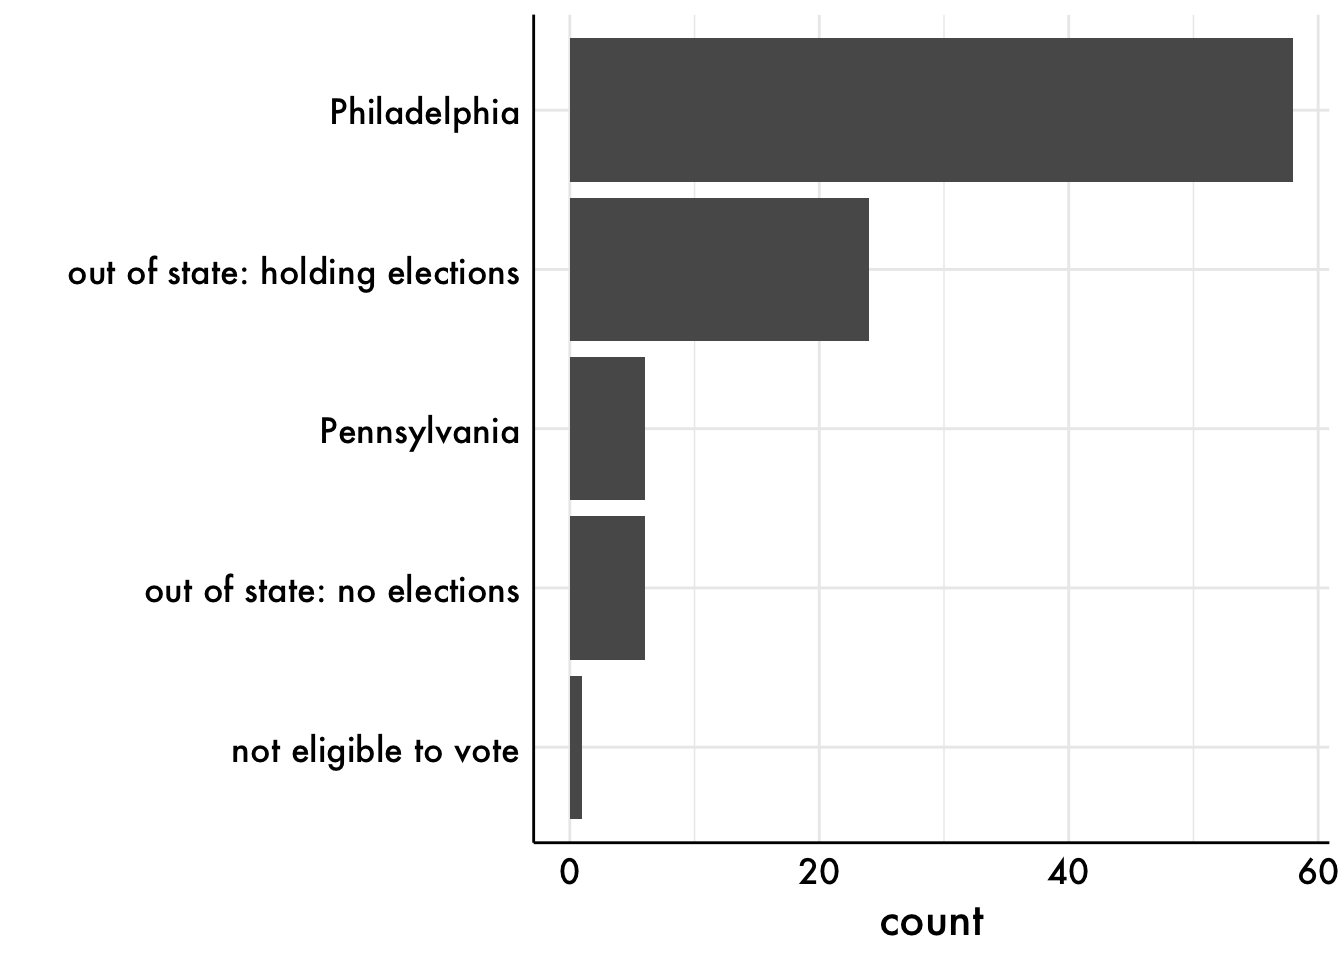 Philadelphia
out of state: holding elections
Pennsylvania
out of state: no elections
not eligible to vote
0 20 40 60
count